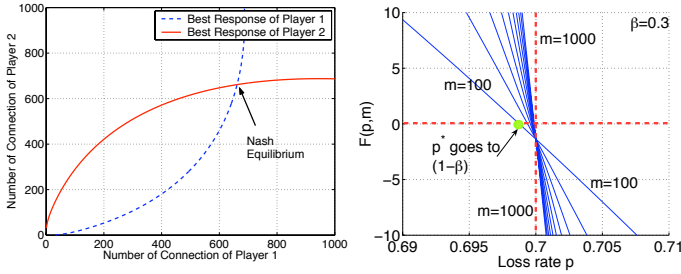 Best Response of Player 1
Best Response of Player 2
1000
800
600
400
200
0
Number of Connection of Player 2
Nash
Equilibrium
0
200
400
600
800
1000
Number of Connection of Player 1
β=0.3
10
5
0
−5
−10
F(p,m)
m=1000
m=100
p* goes to
(1−β)
m=100
m=1000
0.69
0.695
0.7
0.705
0.71
Loss rate p